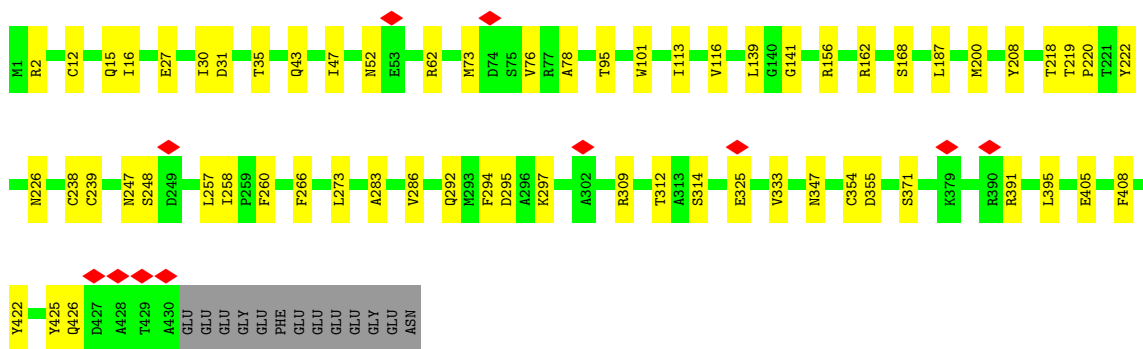 M1 R2 C12 Q15 I16 E27 I30 D31 T35 Q43 I47 N52 E53 R62 M73 D74 S75 V76 R77 A78 T95 W101 I113 V116 L139 G140 G141 R156 R162 S168 L187 M200 Y208 T218 T219 P220 T221 Y222
N226 C238 C239 N247 S248 D249 L257 I258 P259 F260 F266 L273 A283 V286 Q292 M293 F294 D295 A296 K297 A302 R309 T312 A313 S314 E325 V333 N347 C354 D355 S371 K379 R390 R391 L395 E405 F408
Y422 Y425 Q426 D427 A428 T429 A430 GLU GLU GLU GLY GLU PHE GLU GLU GLU GLU GLY GLU ASN